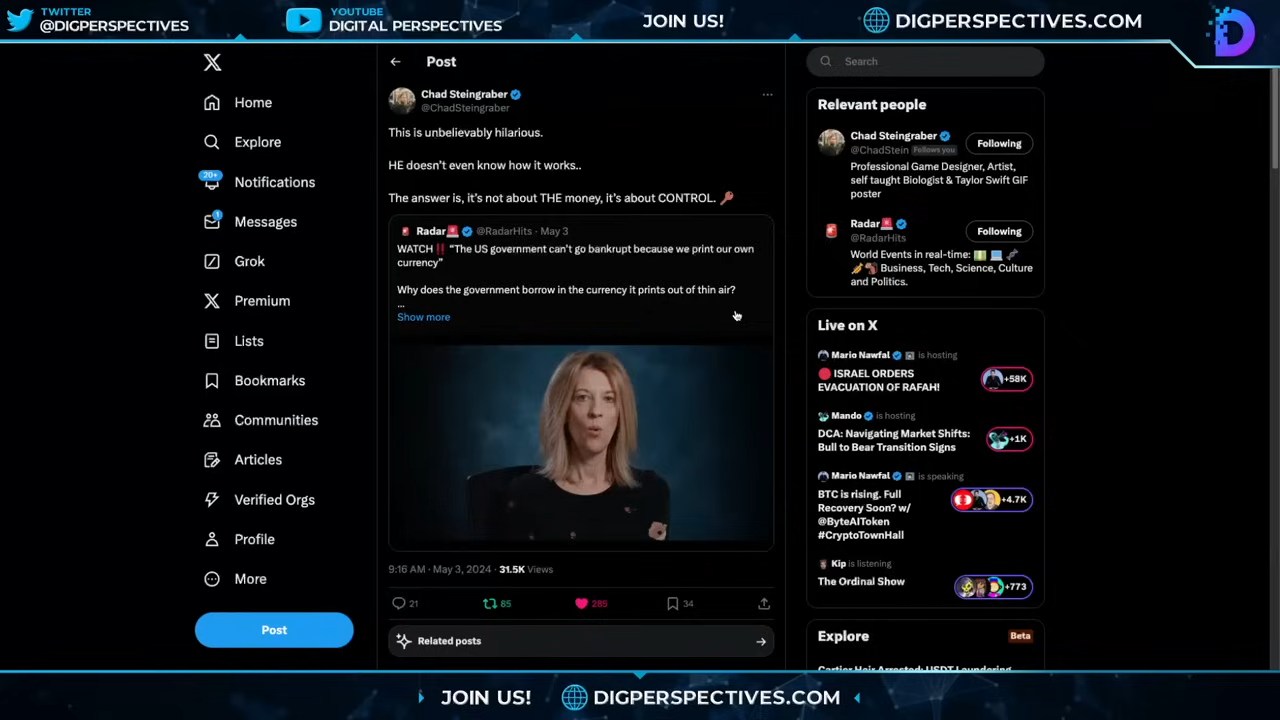 TWITTER
@DIGPERSPECTIVES
YOUTUBE
DIGITAL PERSPECTIVES
JOIN US!
DIGPERSPECTIVES.COM
Home
Explore
Notifications
20+
Messages
1
Grok
Premium
Lists
Bookmarks
Communities
Articles
Verified Orgs
Profile
More
Post
Post
Chad Steingraber
@ChadSteingraber
This is unbelievably hilarious.
HE doesn't even know how it works..
The answer is, it's not about THE money, it's about CONTROL.
Radar @RadarHits · May 3
WATCH‼️ “The US government can't go bankrupt because we print our own
currency”
Why does the government borrow in the currency it prints out of thin air?
...
Show more
9:16 AM · May 3, 2024 · 31.5K Views
21 85 285 34
Related posts
Search
Relevant people
Chad Steingraber
@ChadStein Follows you
Following
Professional Game Designer, Artist,
self taught Biologist & Taylor Swift GIF
poster
Radar
@RadarHits
Following
World Events in real-time:
Business, Tech, Science, Culture
and Politics.
Live on X
Mario Nawfal is hosting
ISRAEL ORDERS
EVACUATION OF RAFAH!
+58K
Mando is hosting
DCA: Navigating Market Shifts:
Bull to Bear Transition Signs
+1K
Mario Nawfal is speaking
BTC is rising. Full
Recovery Soon? w/
@ByteAIToken
#CryptoTownHall
+4.7K
Kip is listening
The Ordinal Show
+773
Explore
Beta
Cartier Heir Arrested: USDT Laundering
JOIN US!
DIGPERSPECTIVES.COM